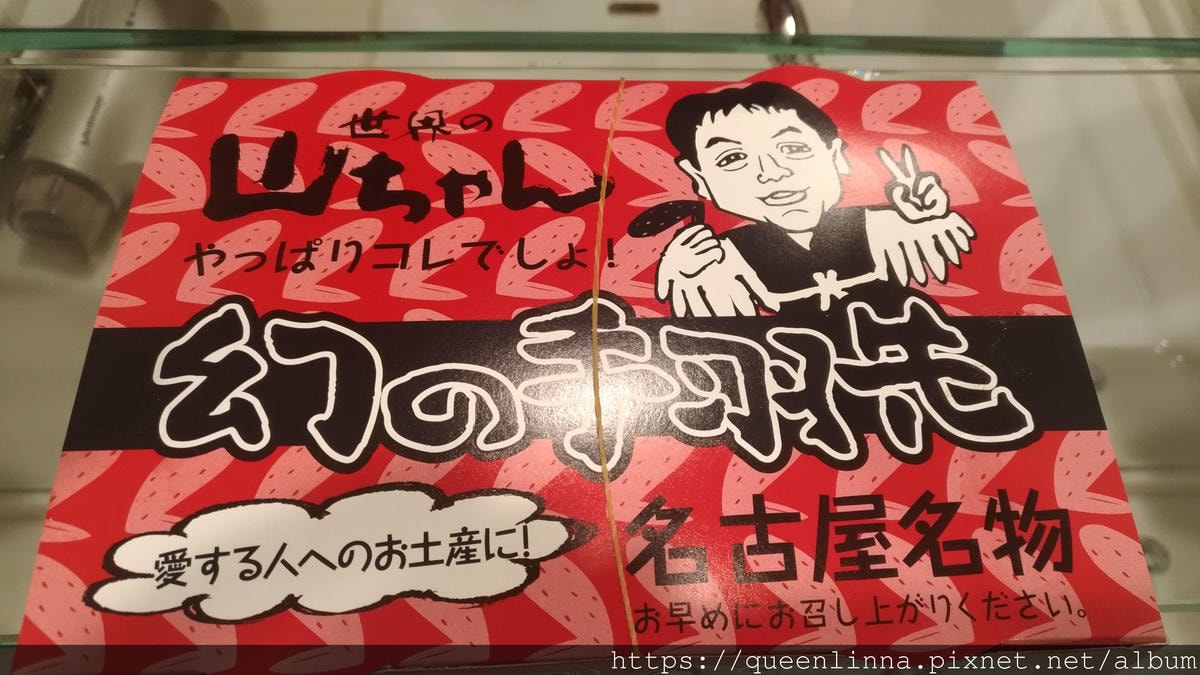 世界の
山ちゃん
やっぱりコレでしょ!
幻の手羽先
愛する人へのお土産に!
名古屋名物
お早めにお召し上がりください。
https://queenlinna.pixnet.net/album